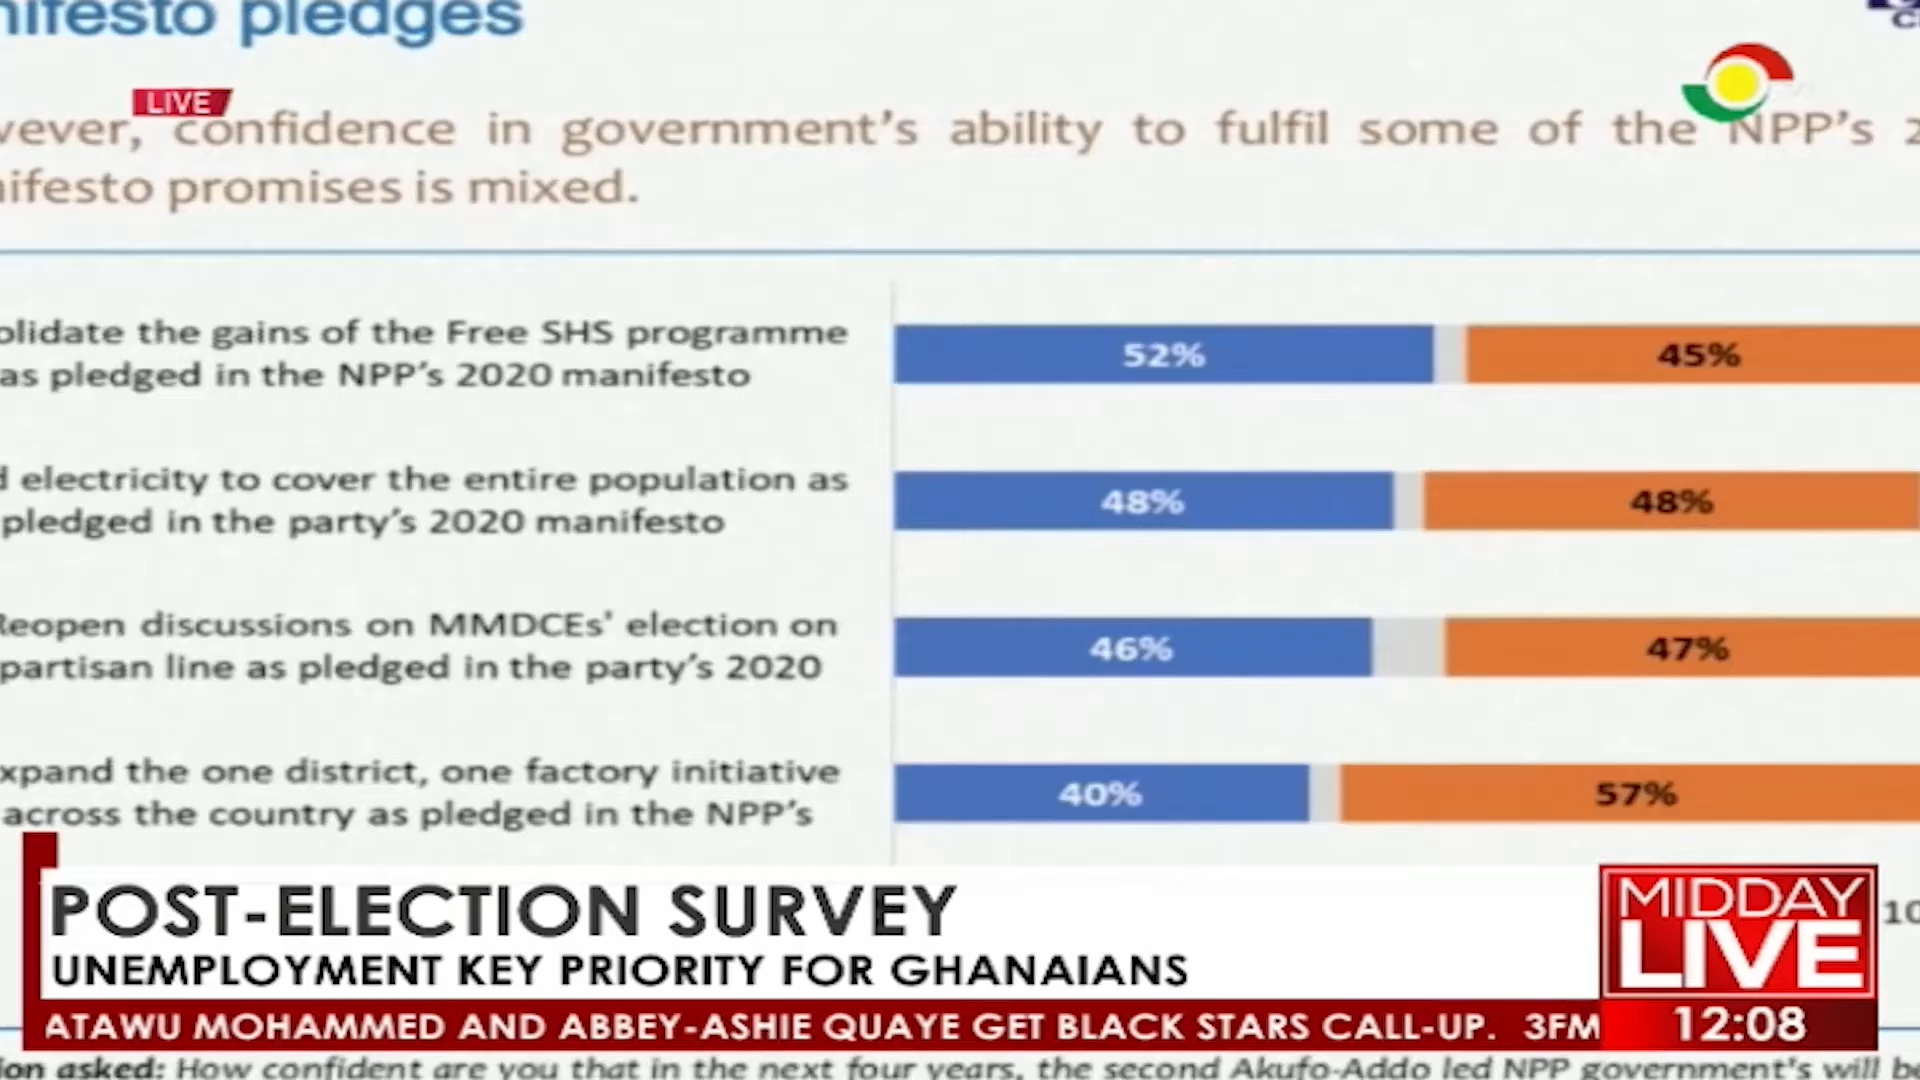 nifesto pledges
LIVE
vever, confidence in government's ability to fulfil some of the NPP's 2
nifesto promises is mixed.
olidate the gains of the Free SHS programme
as pledged in the NPP's 2020 manifesto
52% 45%
d electricity to cover the entire population as
pledged in the party's 2020 manifesto
48% 48%
Reopen discussions on MMDCEs' election on
partisan line as pledged in the party's 2020
46% 47%
xpand the one district, one factory initiative
across the country as pledged in the NPP's
40% 57%
POST-ELECTION SURVEY
UNEMPLOYMENT KEY PRIORITY FOR GHANAIANS
MIDDAY
LIVE
10
ATAWU MOHAMMED AND ABBEY-ASHIE QUAYE GET BLACK STARS CALL-UP. 3FM
12:08
ion asked: How confident are you that in the next four years, the second Akufo-Addo led NPP government's will be